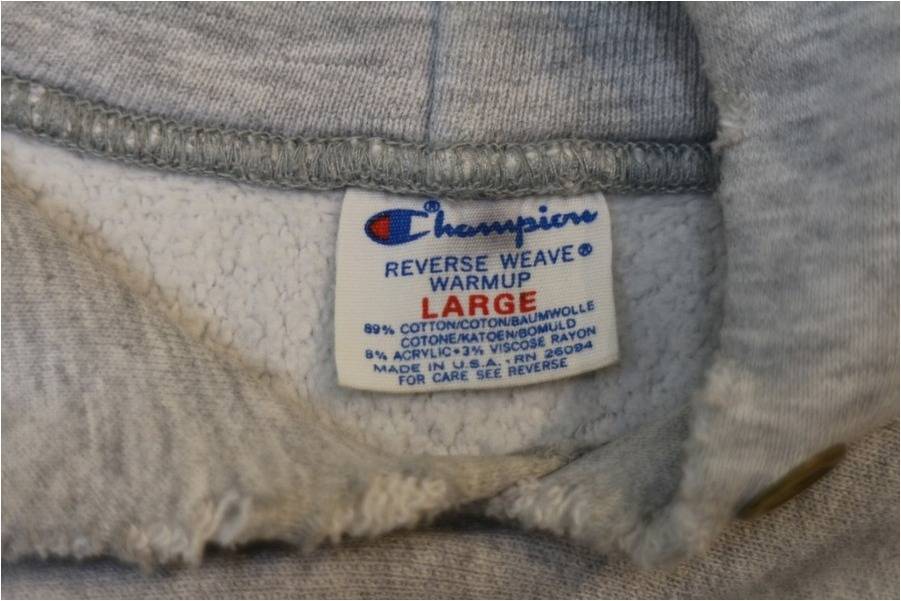 Champion®
REVERSE WEAVE®
WARMUP
LARGE
89% COTTON/COTON/BAUMWOLLE
COTONE/KATOEN/BOMULD
8% ACRYLIC•3% VISCOSE RAYON
MADE IN U.S.A. · RN 26094
FOR CARE SEE REVERSE